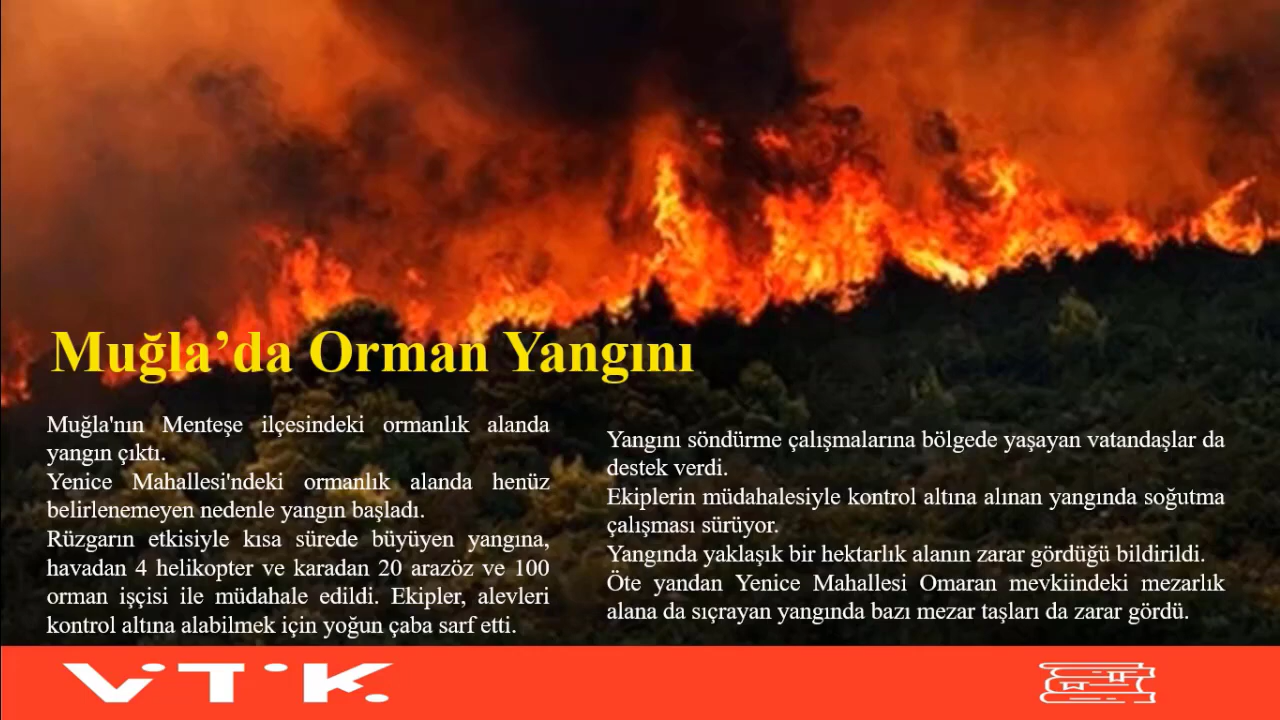 Muğla’da Orman Yangını
Muğla'nın Menteşe ilçesindeki ormanlık alanda
yangın çıktı.
Yenice Mahallesi'ndeki ormanlık alanda henüz
belirlenemeyen nedenle yangın başladı.
Rüzgarın etkisiyle kısa sürede büyüyen yangına,
havadan 4 helikopter ve karadan 20 arazöz ve 100
orman işçisi ile müdahale edildi. Ekipler, alevleri
kontrol altına alabilmek için yoğun çaba sarf etti.
Yangını söndürme çalışmalarına bölgede yaşayan vatandaşlar da
destek verdi.
Ekiplerin müdahalesiyle kontrol altına alınan yangında soğutma
çalışması sürüyor.
Yangında yaklaşık bir hektarlık alanın zarar gördüğü bildirildi.
Öte yandan Yenice Mahallesi Omaran mevkiindeki mezarlık
alana da sıçrayan yangında bazı mezar taşları da zarar gördü.
VTK